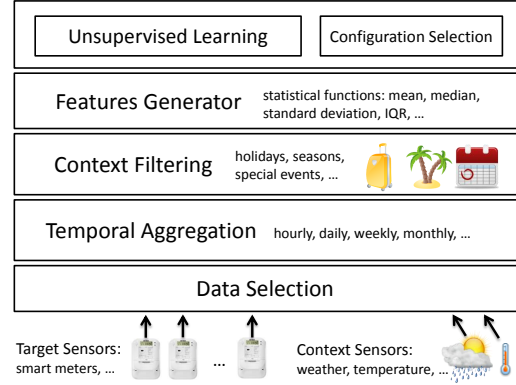 Unsupervised Learning
Configuration Selection
Features Generator
statistical functions: mean, median,
standard deviation, IQR, ...
Context Filtering
holidays, seasons,
special events, ...
Temporal Aggregation
hourly, daily, weekly, monthly, ...
Data Selection
Target Sensors:
smart meters, ...
...
Context Sensors:
weather, temperature, ...